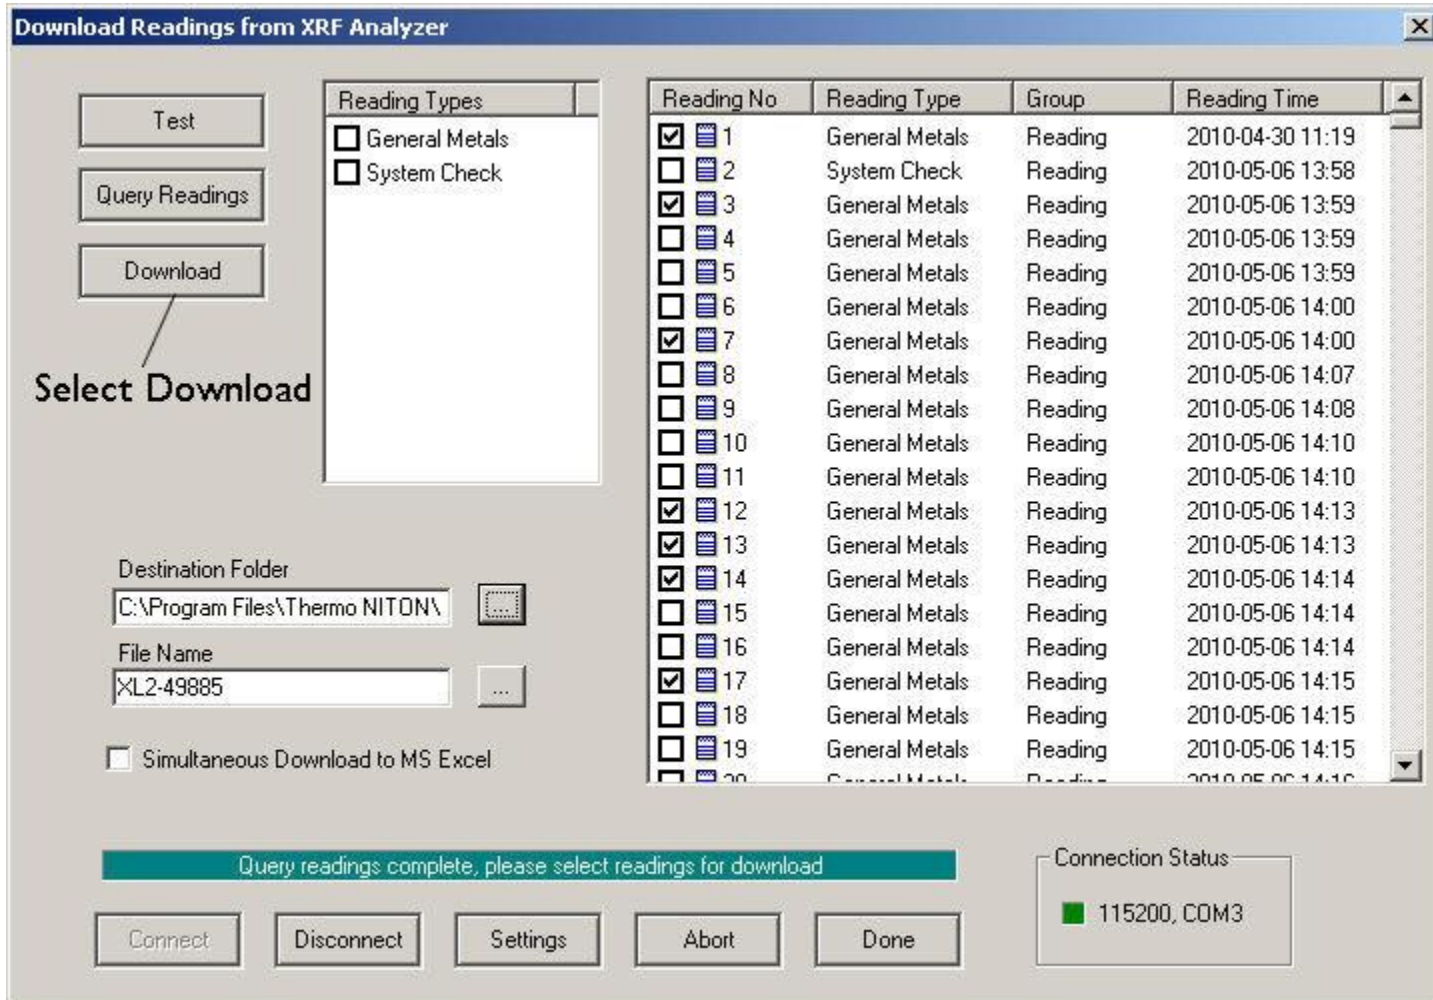 Download Readings from XRF Analyzer
Test
Query Readings
Download
Select Download
Reading Types
General Metals
System Check
Reading No Reading Type Group Reading Time
1 General Metals Reading 2010-04-30 11:19
2 System Check Reading 2010-05-06 13:58
3 General Metals Reading 2010-05-06 13:59
4 General Metals Reading 2010-05-06 13:59
5 General Metals Reading 2010-05-06 13:59
6 General Metals Reading 2010-05-06 14:00
7 General Metals Reading 2010-05-06 14:00
8 General Metals Reading 2010-05-06 14:07
9 General Metals Reading 2010-05-06 14:08
10 General Metals Reading 2010-05-06 14:10
11 General Metals Reading 2010-05-06 14:10
12 General Metals Reading 2010-05-06 14:13
13 General Metals Reading 2010-05-06 14:13
14 General Metals Reading 2010-05-06 14:14
15 General Metals Reading 2010-05-06 14:14
16 General Metals Reading 2010-05-06 14:14
17 General Metals Reading 2010-05-06 14:15
18 General Metals Reading 2010-05-06 14:15
19 General Metals Reading 2010-05-06 14:15
Destination Folder
C:\Program Files\Thermo NITON\
...
File Name
XL2-49885
...
Simultaneous Download to MS Excel
Query readings complete, please select readings for download
Connect Disconnect Settings Abort Done
Connection Status
115200, COM3